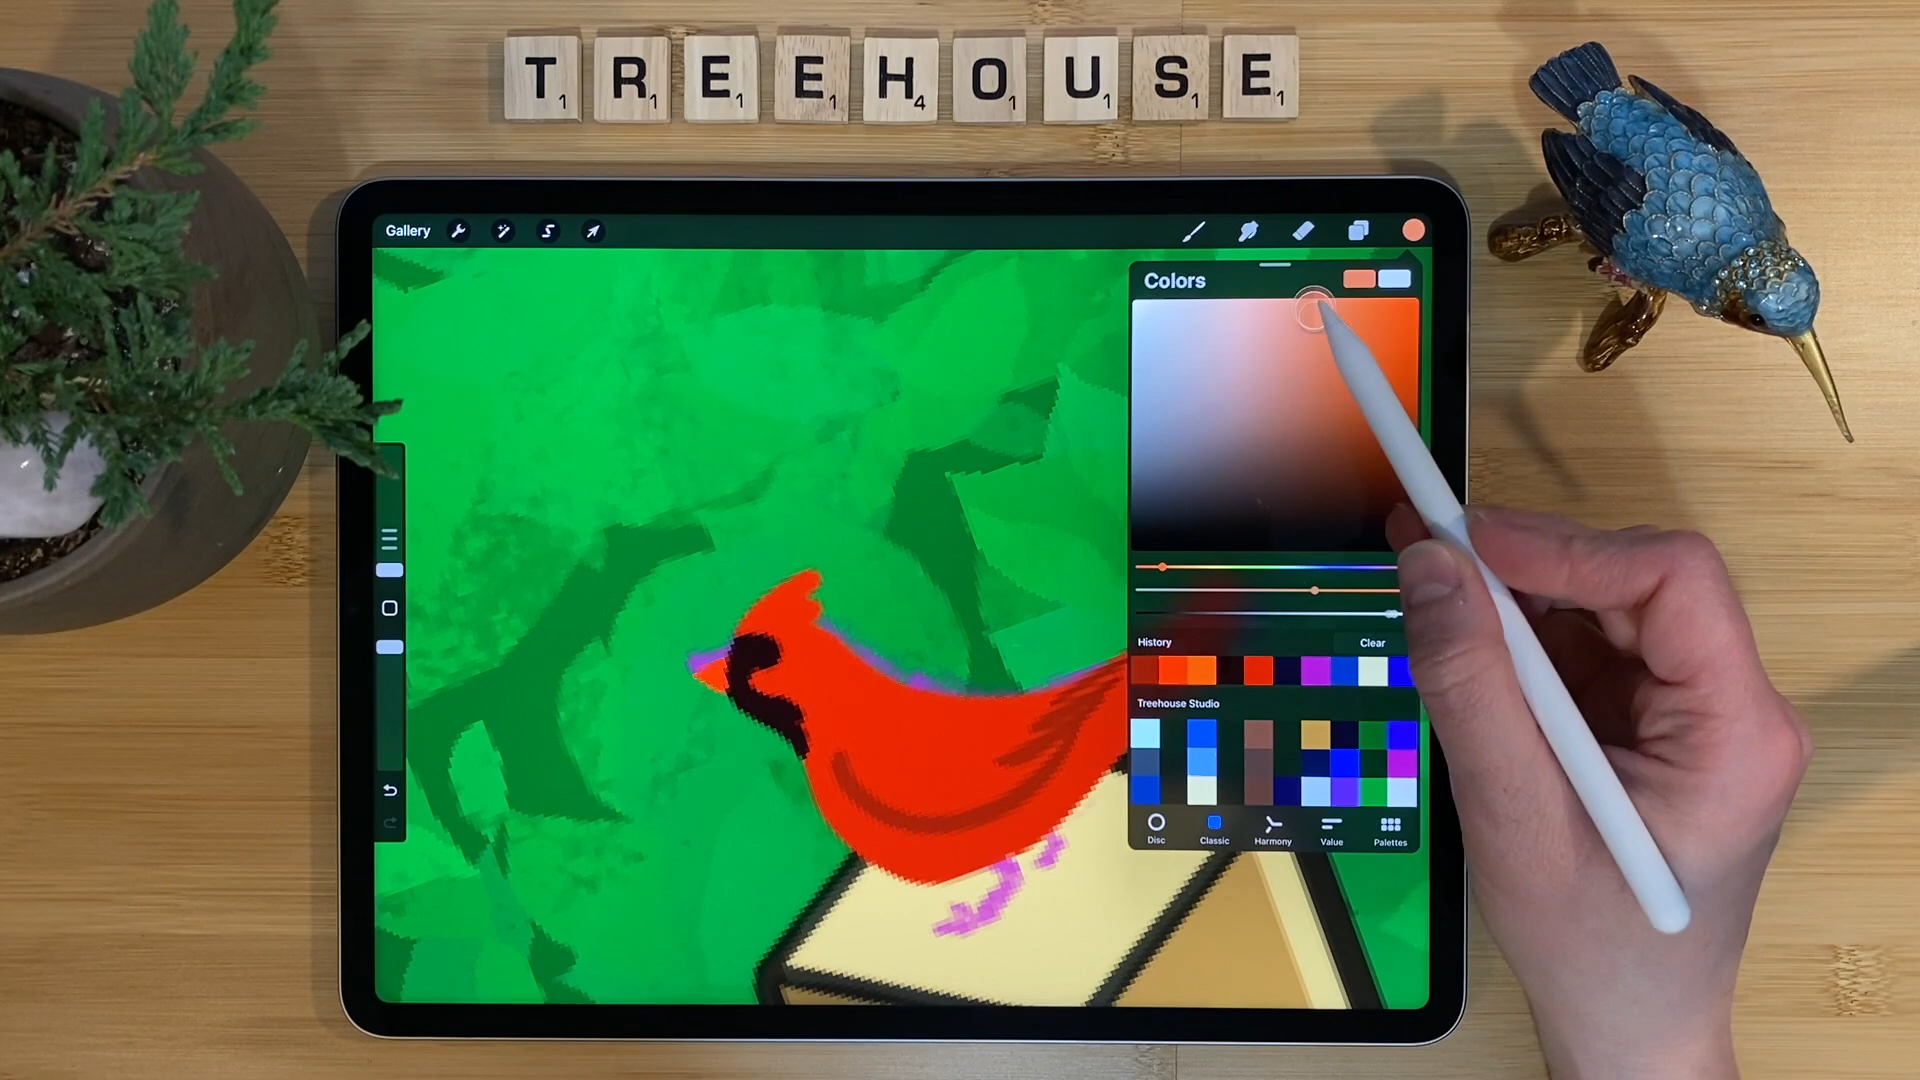 T1 R1 E1 E1 H4 O1 U1 S1 E1
Gallery
Colors
History Clear
Treehouse Studio
Disc Classic Harmony Value Palettes